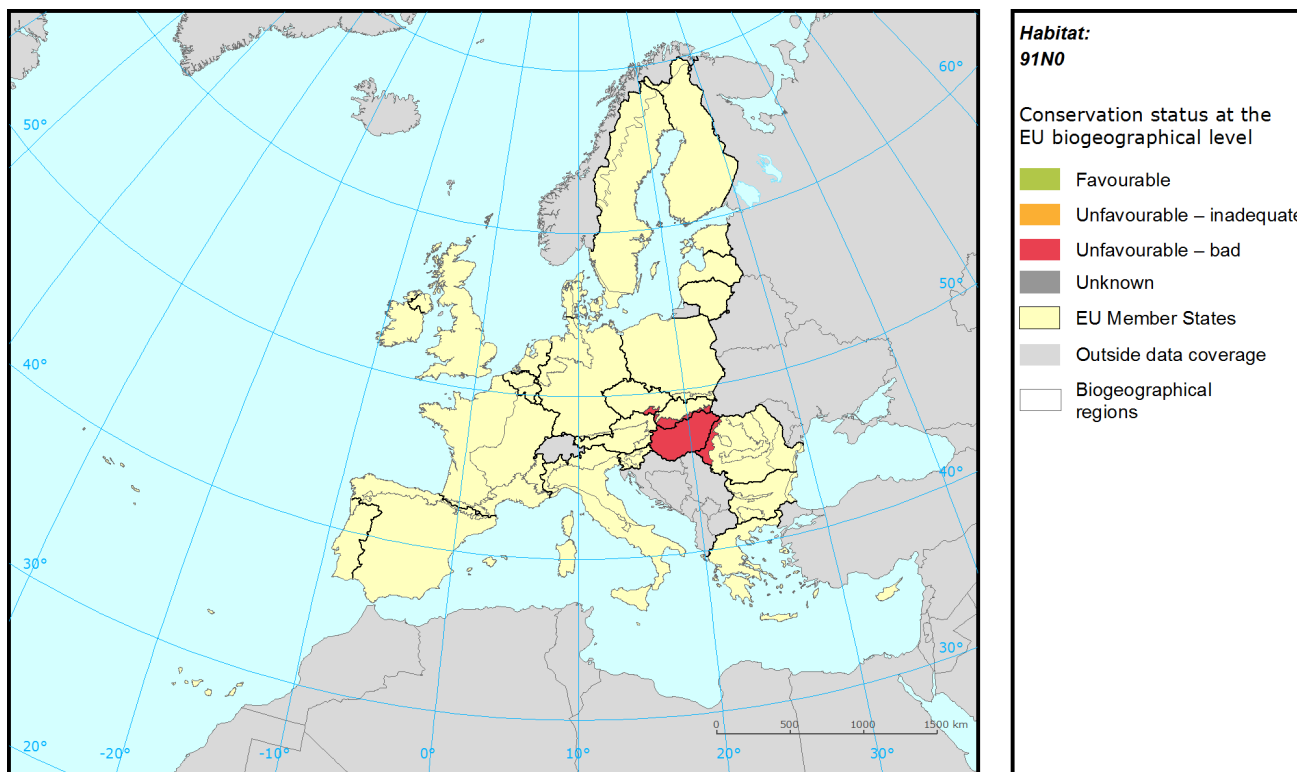 60°
50°
50°
40°
40°
30°
30°
20°
-20°
-10°
0°
10°
20°
30°
0 500 1000 1500 km
Habitat:
91N0
Conservation status at the
EU biogeographical level
Favourable
Unfavourable – inadequate
Unfavourable – bad
Unknown
EU Member States
Outside data coverage
Biogeographical
regions